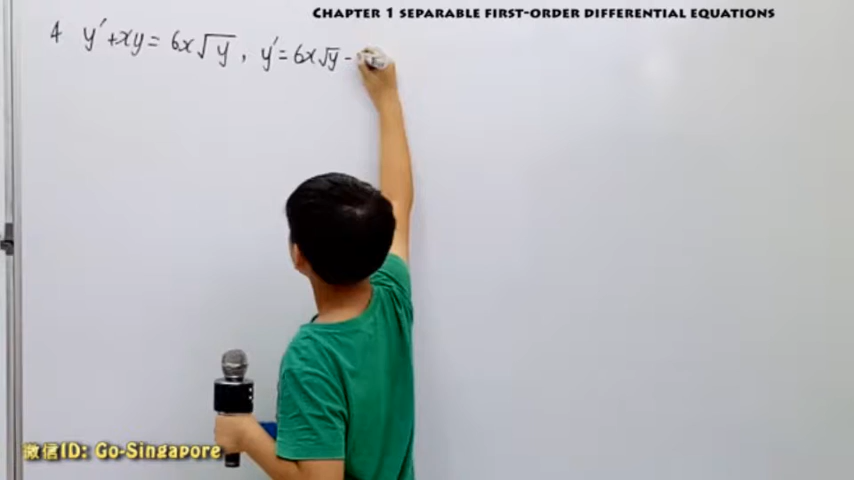 CHAPTER 1 SEPARABLE FIRST-ORDER DIFFERENTIAL EQUATIONS
4 y' + xy = 6x√y , y' = 6x√y -
微信ID: Go-Singapore